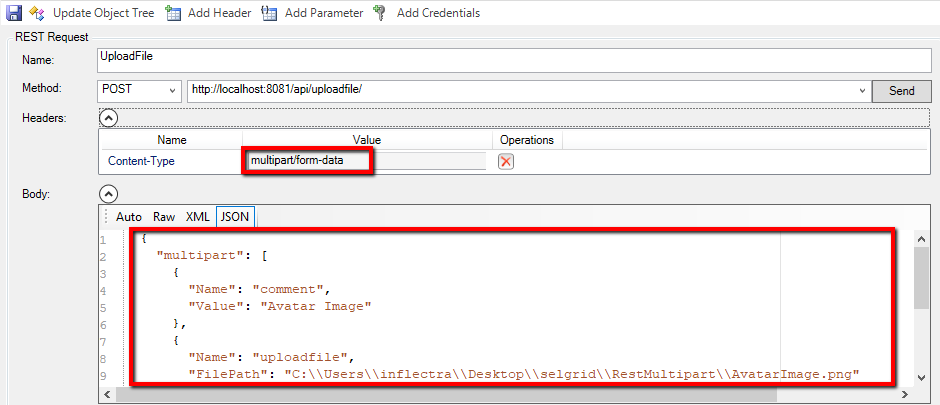 Update Object Tree Add Header Add Parameter Add Credentials
REST Request
Name: UploadFile
Method: POST http://localhost:8081/api/uploadfile/ Send
Headers:
Name Value Operations
Content-Type multipart/form-data
Body:
Auto Raw XML JSON
1 {
2 "multipart": [
3 {
4 "Name": "comment",
5 "Value": "Avatar Image"
6 },
7 {
8 "Name": "uploadfile",
9 "FilePath": "C:\\Users\\inflectra\\Desktop\\selgrid\\RestMultipart\\AvatarImage.png"